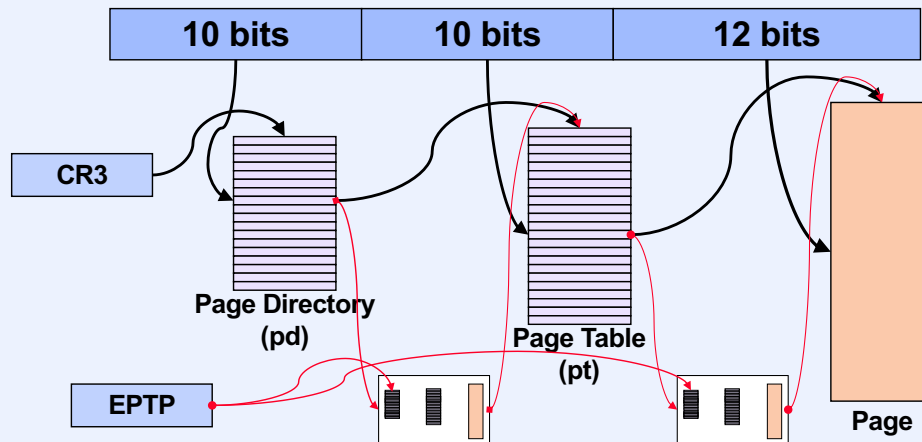 10 bits
10 bits
12 bits
CR3
Page Directory
(pd)
Page Table
(pt)
EPTP
Page